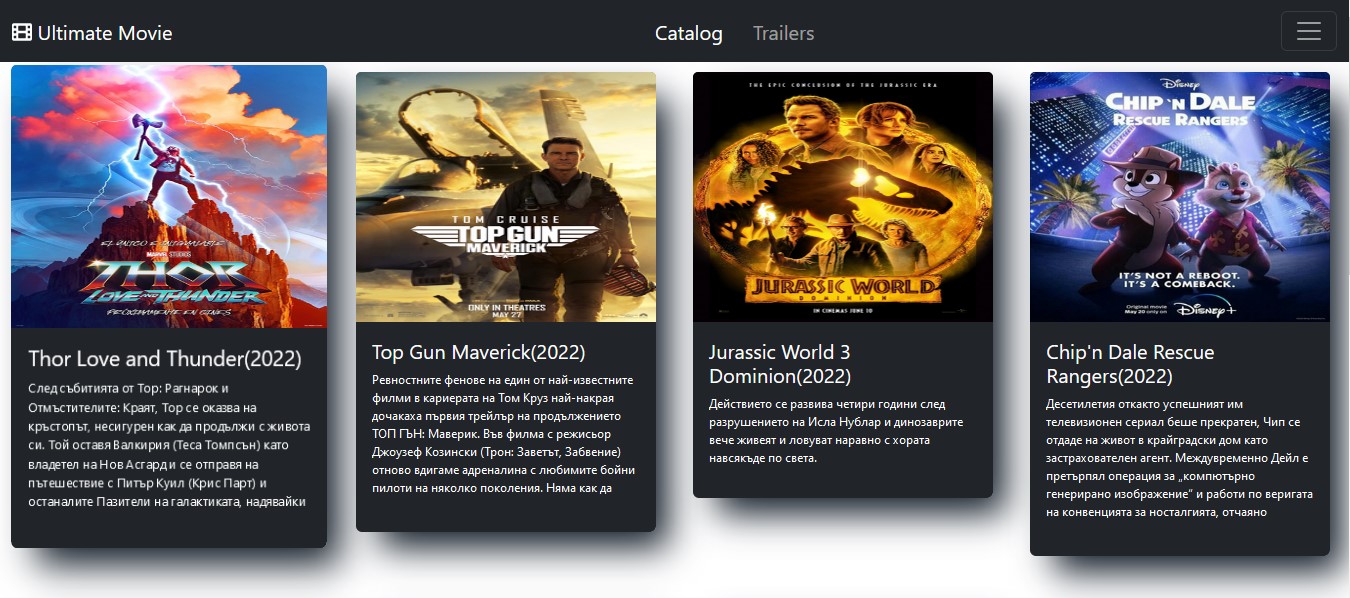 Ultimate Movie
Catalog
Trailers
EL ÚNICO E INIGUALABLE
MARVEL STUDIOS
THOR
LOVE AND THUNDER
PRÓXIMAMENTE EN CINES
Thor Love and Thunder(2022)
След събитията от Тор: Рагнарок и
Отмъстителите: Краят, Тор се оказва на
кръстопът, несигурен как да продължи с живота
си. Той оставя Валкирия (Теса Томпсън) като
владетел на Нов Асгард и се отправя на
пътешествие с Питър Куил (Крис Парт) и
останалите Пазители на галактиката, надявайки
TOM CRUISE
TOP GUN
MAVERICK
ONLY IN THEATRES
MAY 27
Top Gun Maverick(2022)
Ревностните фенове на един от най-известните
филми в кариерата на Том Круз най-накрая
дочакаха първия трейлър на продължението
ТОП ГЪН: Маверик. Във филма с режисьор
Джоузеф Козински (Трон: Заветът, Забвение)
отново вдигаме адреналина с любимите бойни
пилоти на няколко поколения. Няма как да
THE EPIC CONCLUSION OF THE JURASSIC ERA
JURASSIC WORLD
DOMINION
IN CINEMAS JUNE 10
Jurassic World 3
Dominion(2022)
Действието се развива четири години след
разрушението на Исла Нублар и динозаврите
вече живеят и ловуват наравно с хората
навсякъде по света.
Disney
CHIP 'N DALE
RESCUE RANGERS
IT'S NOT A REBOOT.
IT'S A COMEBACK.
Original movie
May 20 only on
Disney+
Chip'n Dale Rescue
Rangers(2022)
Десетилетия откакто успешният им
телевизионен сериал беше прекратен, Чип се
отдаде на живот в крайградски дом като
застрахователен агент. Междувременно Дейл е
претърпял операция за „компютърно
генерирано изображение“ и работи по веригата
на конвенцията за носталгията, отчаяно